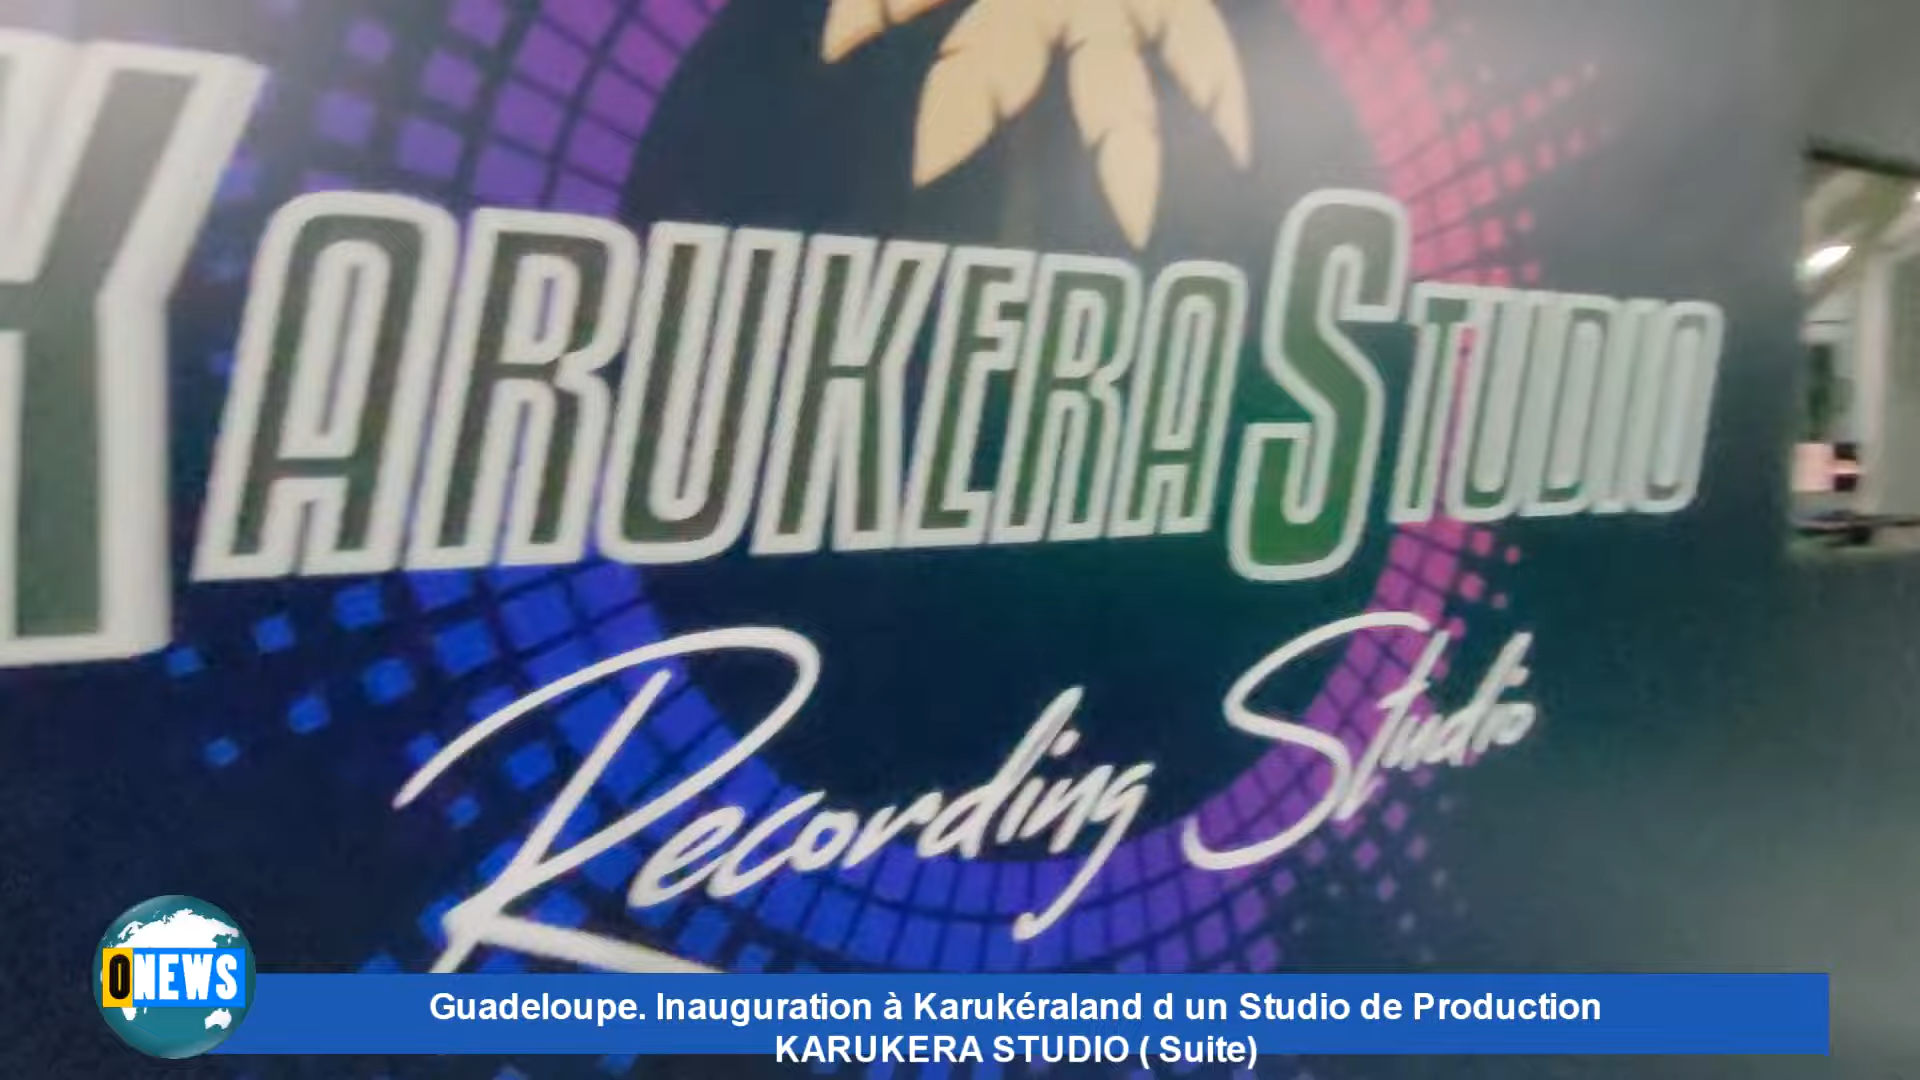 KARUKERA STUDIO
Recording Studio
ONEWS
Guadeloupe. Inauguration à Karukéraland d un Studio de Production
KARUKERA STUDIO ( Suite)